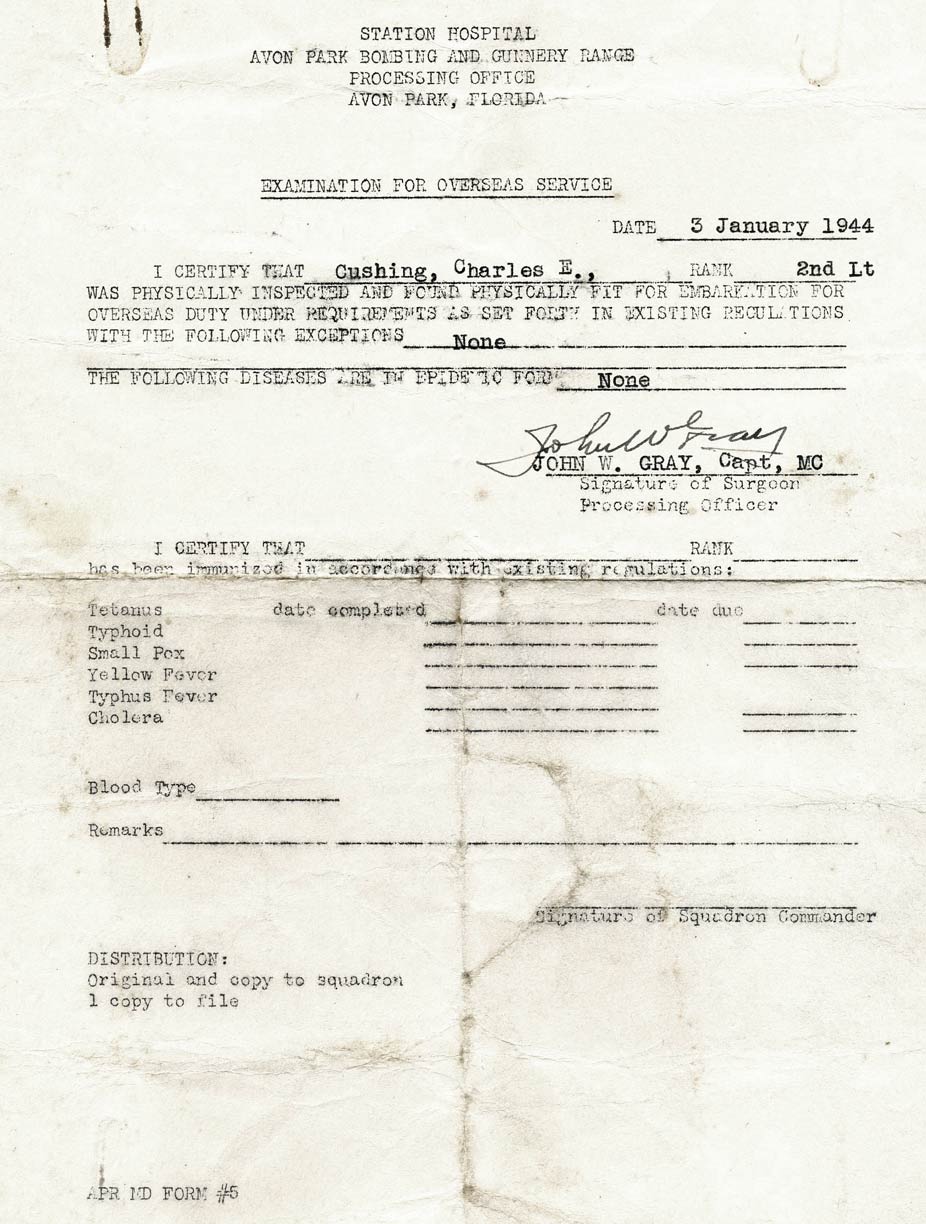 STATION HOSPITAL
AVON PARK BOMBING AND GUNNERY RANGE
PROCESSING OFFICE
AVON PARK, FLORIDA
EXAMINATION FOR OVERSEAS SERVICE
DATE 3 January 1944
I CERTIFY THAT Cushing, Charles E., , RANK 2nd Lt
WAS PHYSICALLY INSPECTED AND FOUND PHYSICALLY FIT FOR EMBARKATION FOR
OVERSEAS DUTY UNDER REQUIREMENTS AS SET FORTH IN EXISTING REGULATIONS
WITH THE FOLLOWING EXCEPTIONS None
THE FOLLOWING DISEASES ARE IN EPIDEMIC FORM None
John W Gray
JOHN W. GRAY, Capt, MC
Signature of Surgeon
Processing Officer
I CERTIFY THAT RANK
has been immunized in accordance with existing regulations:
Tetanus date completed date due
Typhoid
Small Pox
Yellow Fever
Typhus Fever
Cholera
Blood Type
Remarks
Signature of Squadron Commander
DISTRIBUTION:
Original and copy to squadron
1 copy to file
APR MD FORM #5